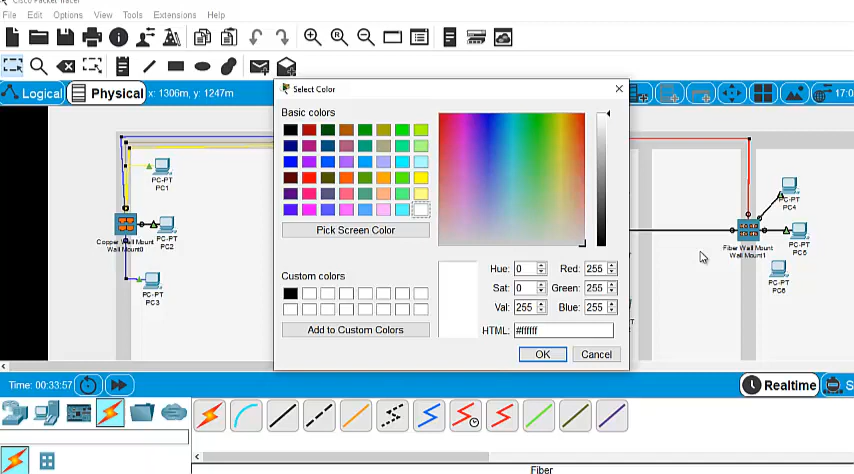 Cisco Packet Tracer
File Edit Options View Tools Extensions Help
Logical Physical x: 1306m, y: 1247m
17:0
Select Color
Basic colors
Pick Screen Color
Custom colors
Add to Custom Colors
Hue: 0 Red: 255
Sat: 0 Green: 255
Val: 255 Blue: 255
HTML: #ffffff
OK Cancel
PC-PT
PC1
Copper Wall Mount
Wall Mount0
PC-PT
PC2
PC-PT
PC3
PC-PT
PC4
Fiber Wall Mount
Wall Mount1
PC-PT
PC5
PC-PT
PC6
Time: 00:33:57
Realtime
S
Fiber